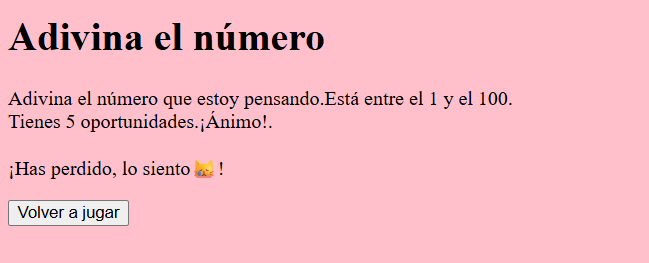 Adivina el número
Adivina el número que estoy pensando.Está entre el 1 y el 100.
Tienes 5 oportunidades.¡Ánimo!.
¡Has perdido, lo siento😿!
Volver a jugar